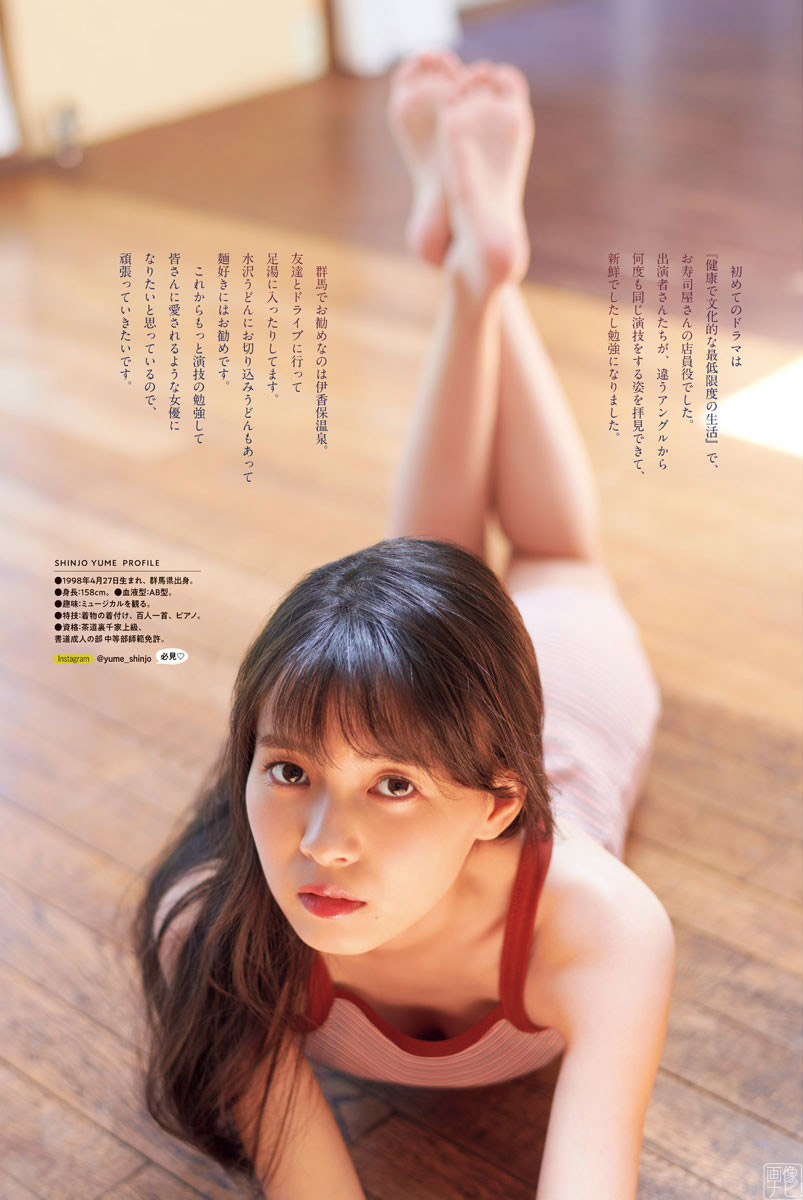 初めてのドラマは
『健康で文化的な最低限度の生活』で、
お寿司屋さんの店員役でした。
出演者さんたちが、違うアングルから
何度も同じ演技をする姿を拝見できて、
新鮮でしたし勉強になりました。
群馬でお勧めなのは伊香保温泉。
友達とドライブに行って
足湯に入ったりしてます。
水沢うどんにお切り込みうどんもあって
麺好きにはお勧めです。
これからもっと演技の勉強して
皆さんに愛されるような女優に
なりたいと思っているので、
頑張っていきたいです。
SHINJO YUME PROFILE
●1998年4月27日生まれ、群馬県出身。
●身長:158cm。●血液型:AB型。
●趣味:ミュージカルを観る。
●特技:着物の着付け、百人一首、ピアノ。
●資格:茶道裏千家上級、
書道成人の部 中等部師範免許。
Instagram @yume_shinjo 必見♡